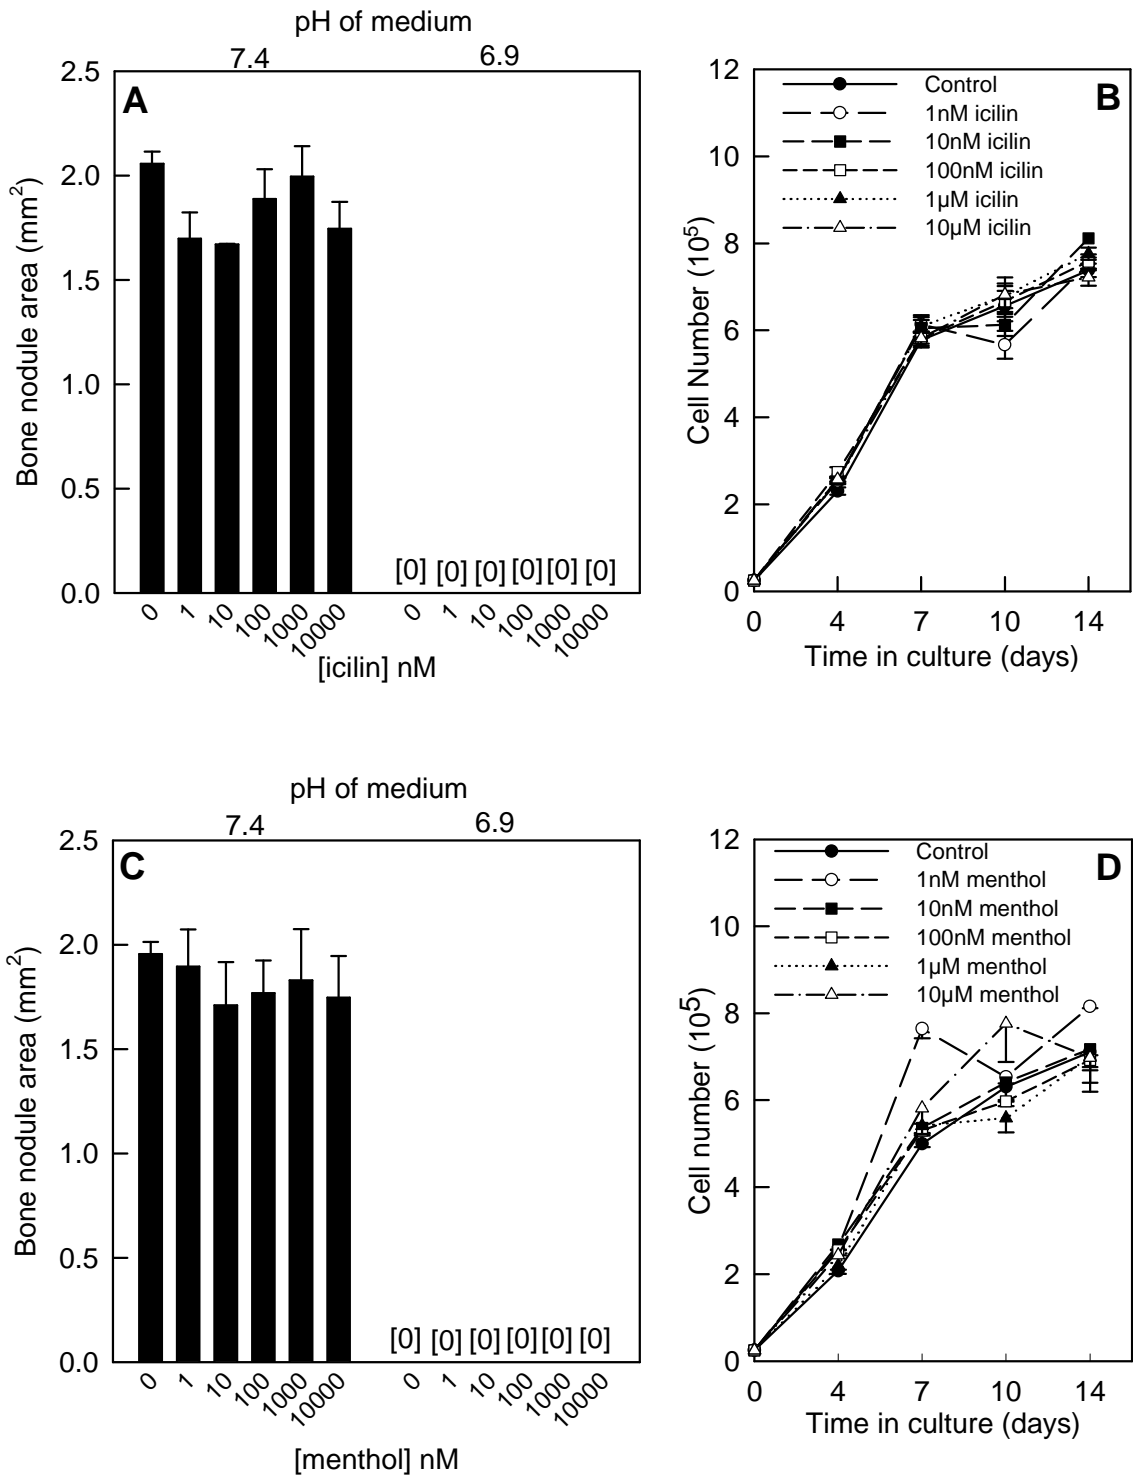 pH of medium
7.4 6.9
A
2.5
2.0
1.5
1.0
0.5
0.0
Bone nodule area (mm²)
[0] [0] [0] [0] [0] [0]
0 1 10 100 1000 10000 0 1 10 100 1000 10000
[icilin] nM
B
Control
1nM icilin
10nM icilin
100nM icilin
1µM icilin
10µM icilin
12
10
8
6
4
2
0
Cell Number (10⁵)
0 4 7 10 14
Time in culture (days)
pH of medium
7.4 6.9
C
2.5
2.0
1.5
1.0
0.5
0.0
Bone nodule area (mm²)
[0] [0] [0] [0] [0] [0]
0 1 10 100 1000 10000 0 1 10 100 1000 10000
[menthol] nM
D
Control
1nM menthol
10nM menthol
100nM menthol
1µM menthol
10µM menthol
12
10
8
6
4
2
0
Cell number (10⁵)
0 4 7 10 14
Time in culture (days)